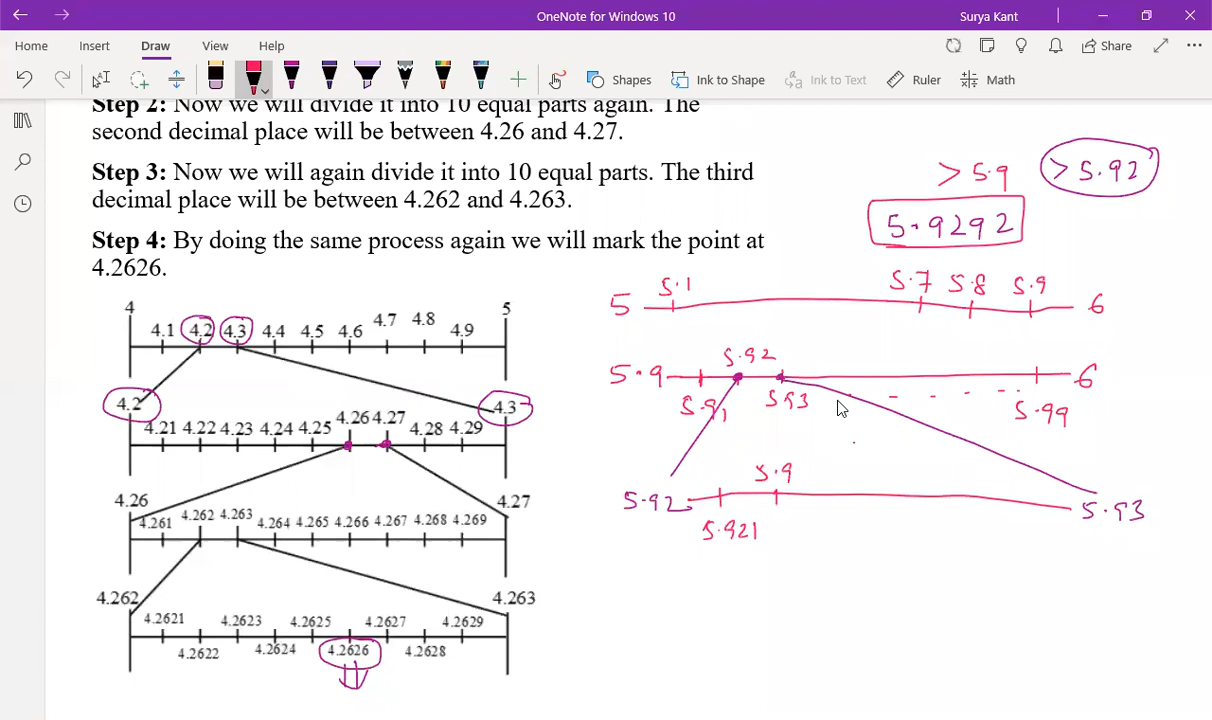 OneNote for Windows 10
Surya Kant
Home Insert Draw View Help
Share
Shapes Ink to Shape Ink to Text Ruler Math
Step 2: Now we will divide it into 10 equal parts again. The
second decimal place will be between 4.26 and 4.27.
Step 3: Now we will again divide it into 10 equal parts. The third
decimal place will be between 4.262 and 4.263.
Step 4: By doing the same process again we will mark the point at
4.2626.
4 5
4.1 4.2 4.3 4.4 4.5 4.6 4.7 4.8 4.9
4.2 4.3
4.21 4.22 4.23 4.24 4.25 4.26 4.27 4.28 4.29
4.26 4.27
4.261 4.262 4.263 4.264 4.265 4.266 4.267 4.268 4.269
4.262 4.263
4.2621 4.2623 4.2625 4.2627 4.2629
4.2622 4.2624 4.2626 4.2628
> 5.9 > 5.92
5.9292
5.1 5.7 5.8 5.9
5 6
5.92
5.9 6
5.91 5.93 5.99
5.9
5.92 5.93
5.921